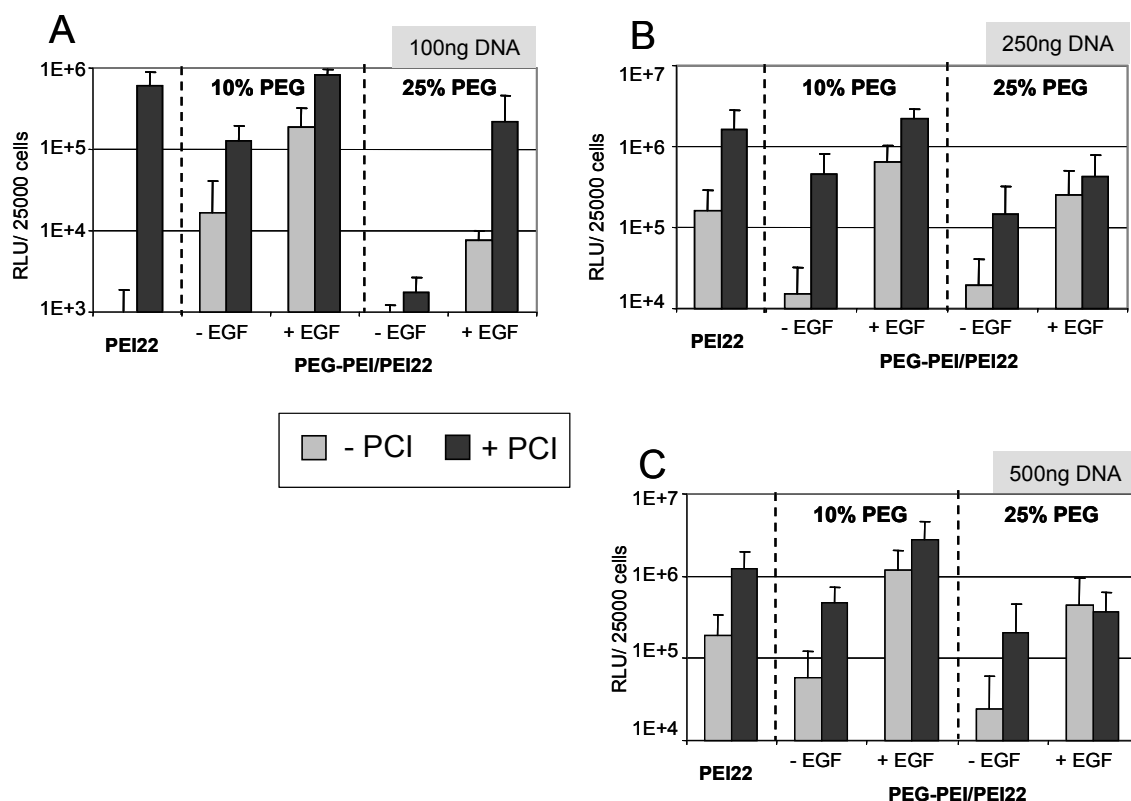 A
100ng DNA
1E+6
1E+5
1E+4
1E+3
RLU/ 25000 cells
10% PEG
25% PEG
- EGF
+ EGF
- EGF
+ EGF
PEI22
PEG-PEI/PEI22
B
250ng DNA
1E+7
1E+6
1E+5
1E+4
RLU/ 25000 cells
10% PEG
25% PEG
- EGF
+ EGF
- EGF
+ EGF
PEI22
PEG-PEI/PEI22
- PCI
+ PCI
C
500ng DNA
1E+7
1E+6
1E+5
1E+4
RLU/ 25000 cells
10% PEG
25% PEG
- EGF
+ EGF
- EGF
+ EGF
PEI22
PEG-PEI/PEI22